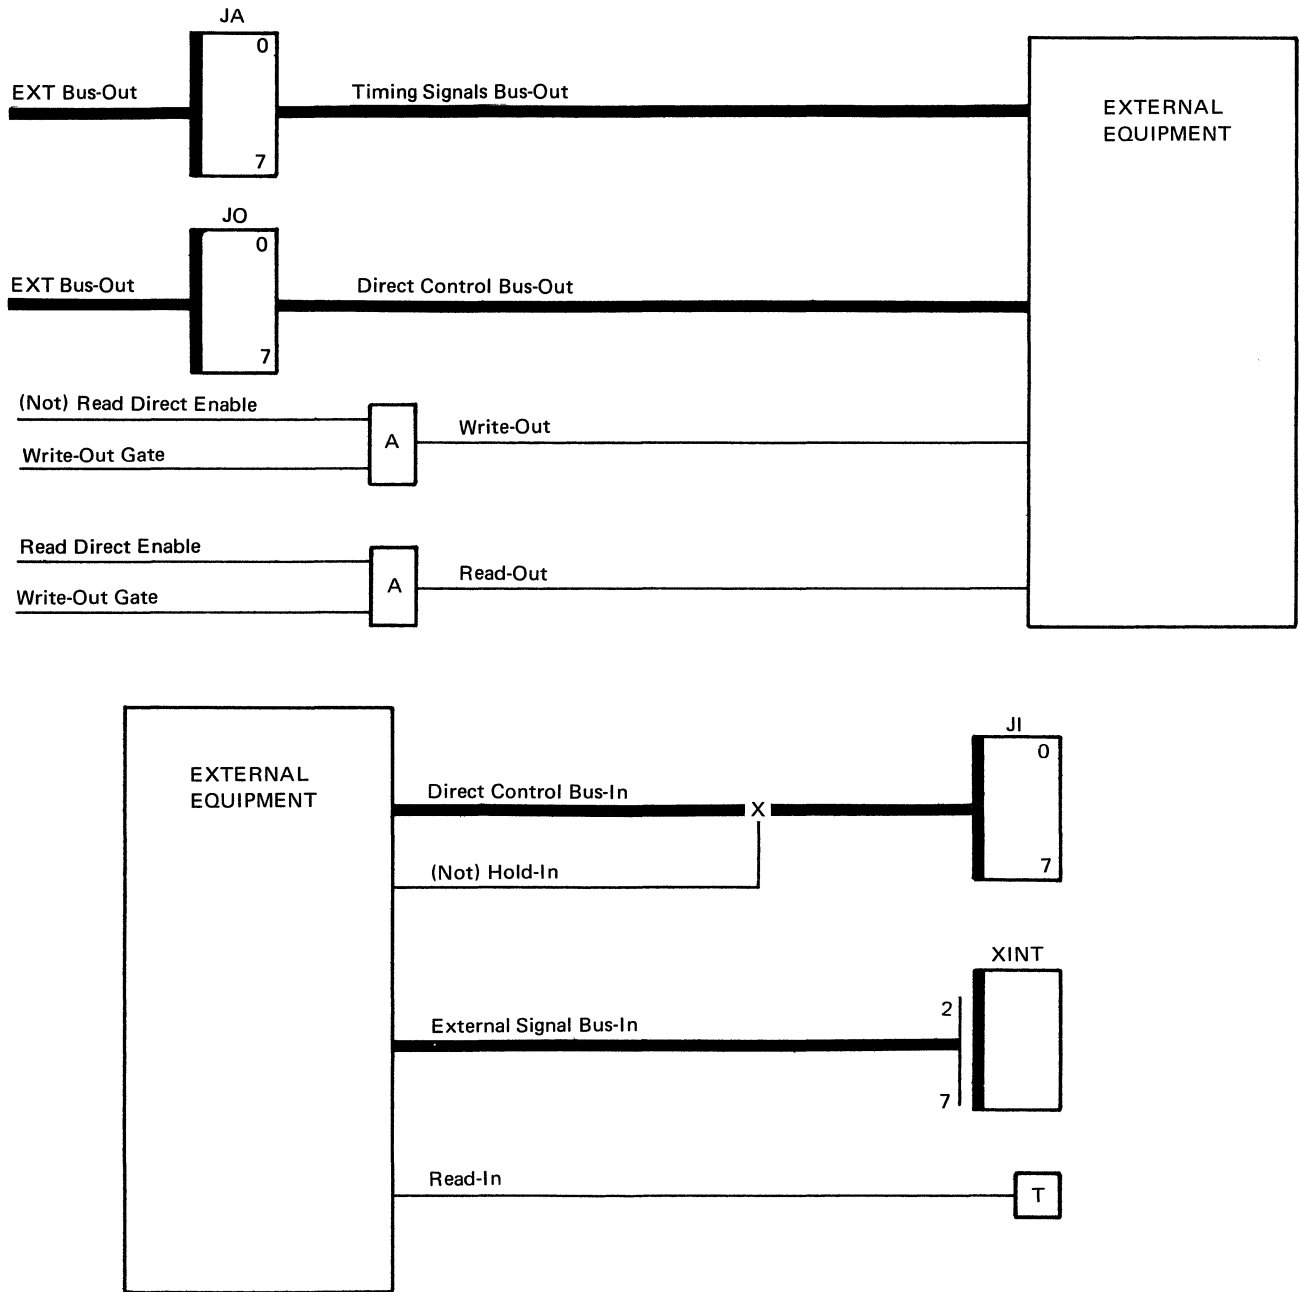 JA
0
EXT Bus-Out
Timing Signals Bus-Out
7
EXTERNAL
EQUIPMENT
JO
0
EXT Bus-Out
Direct Control Bus-Out
7
(Not) Read Direct Enable
A
Write-Out
Write-Out Gate
Read Direct Enable
A
Read-Out
Write-Out Gate
EXTERNAL
EQUIPMENT
JI
0
Direct Control Bus-In
X
7
(Not) Hold-In
XINT
2
External Signal Bus-In
7
Read-In
T